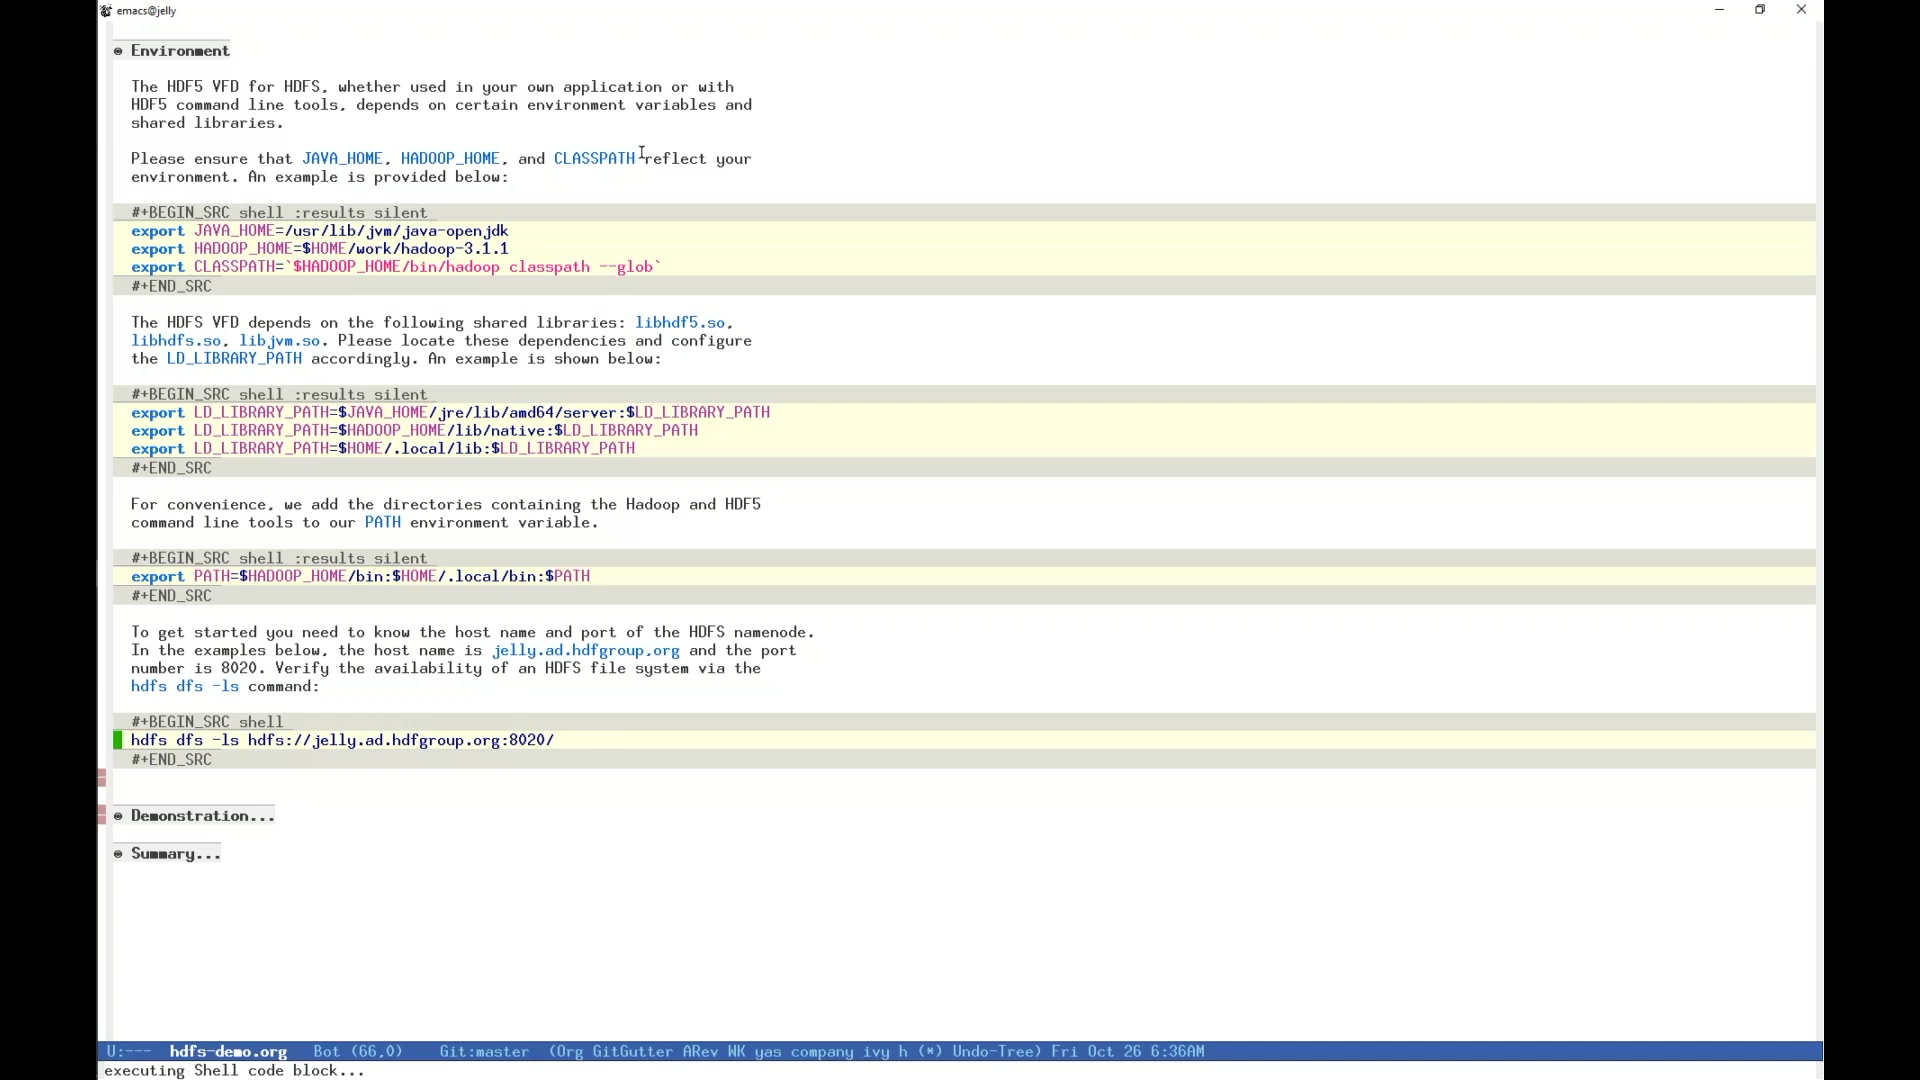 emacs@jelly
Environment
The HDF5 VFD for HDFS, whether used in your own application or with
HDF5 command line tools, depends on certain environment variables and
shared libraries.
Please ensure that JAVA_HOME, HADOOP_HOME, and CLASSPATH reflect your
environment. An example is provided below:
#+BEGIN_SRC shell :results silent
export JAVA_HOME=/usr/lib/jvm/java-openjdk
export HADOOP_HOME=$HOME/work/hadoop-3.1.1
export CLASSPATH=`$HADOOP_HOME/bin/hadoop classpath --glob`
#+END_SRC
The HDFS VFD depends on the following shared libraries: libhdf5.so,
libhdfs.so, libjvm.so. Please locate these dependencies and configure
the LD_LIBRARY_PATH accordingly. An example is shown below:
#+BEGIN_SRC shell :results silent
export LD_LIBRARY_PATH=$JAVA_HOME/jre/lib/amd64/server:$LD_LIBRARY_PATH
export LD_LIBRARY_PATH=$HADOOP_HOME/lib/native:$LD_LIBRARY_PATH
export LD_LIBRARY_PATH=$HOME/.local/lib:$LD_LIBRARY_PATH
#+END_SRC
For convenience, we add the directories containing the Hadoop and HDF5
command line tools to our PATH environment variable.
#+BEGIN_SRC shell :results silent
export PATH=$HADOOP_HOME/bin:$HOME/.local/bin:$PATH
#+END_SRC
To get started you need to know the host name and port of the HDFS namenode.
In the examples below, the host name is jelly.ad.hdfgroup.org and the port
number is 8020. Verify the availability of an HDFS file system via the
hdfs dfs -ls command:
#+BEGIN_SRC shell
hdfs dfs -ls hdfs://jelly.ad.hdfgroup.org:8020/
#+END_SRC
Demonstration...
Summary...
U:--- hdfs-demo.org Bot (66,0) Git:master (Org GitGutter ARev WK yas company ivy h (*) Undo-Tree) Fri Oct 26 6:36AM
executing Shell code block...